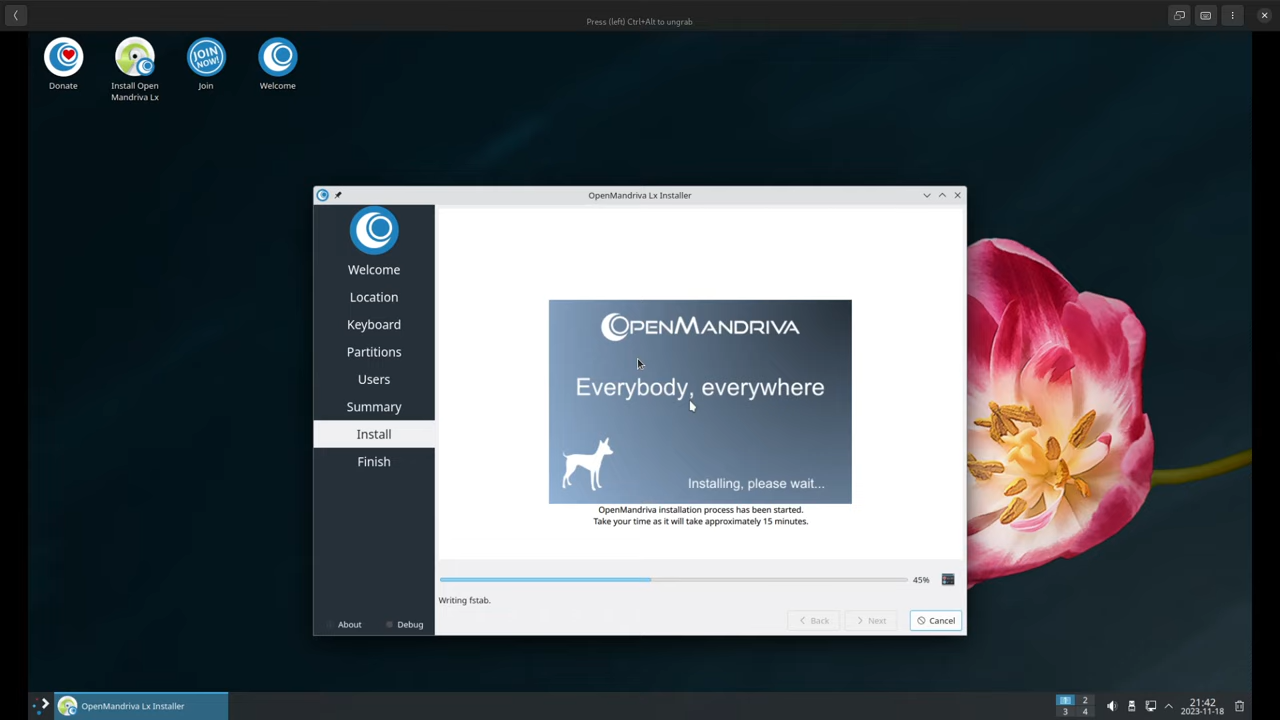 Press (left) Ctrl+Alt to ungrab
Donate
Install Open
Mandriva Lx
JOIN
NOW!
Join
Welcome
OpenMandriva Lx Installer
Welcome
Location
Keyboard
Partitions
Users
Summary
Install
Finish
OPENMANDRIVA
Everybody, everywhere
Installing, please wait...
OpenMandriva installation process has been started.
Take your time as it will take approximately 15 minutes.
45%
Writing fstab.
About
Debug
Back
Next
Cancel
OpenMandriva Lx Installer
1 2
3 4
21:42
2023-11-18